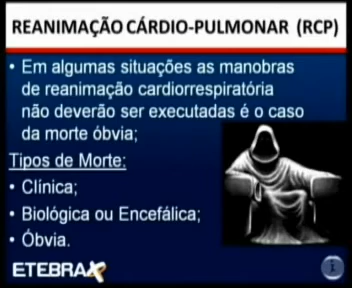 REANIMAÇÃO CÁRDIO-PULMONAR (RCP)
• Em algumas situações as manobras
de reanimação cardiorrespiratória
não deverão ser executadas é o caso
da morte óbvia;
Tipos de Morte:
• Clínica;
• Biológica ou Encefálica;
• Óbvia.
ETEBRAX